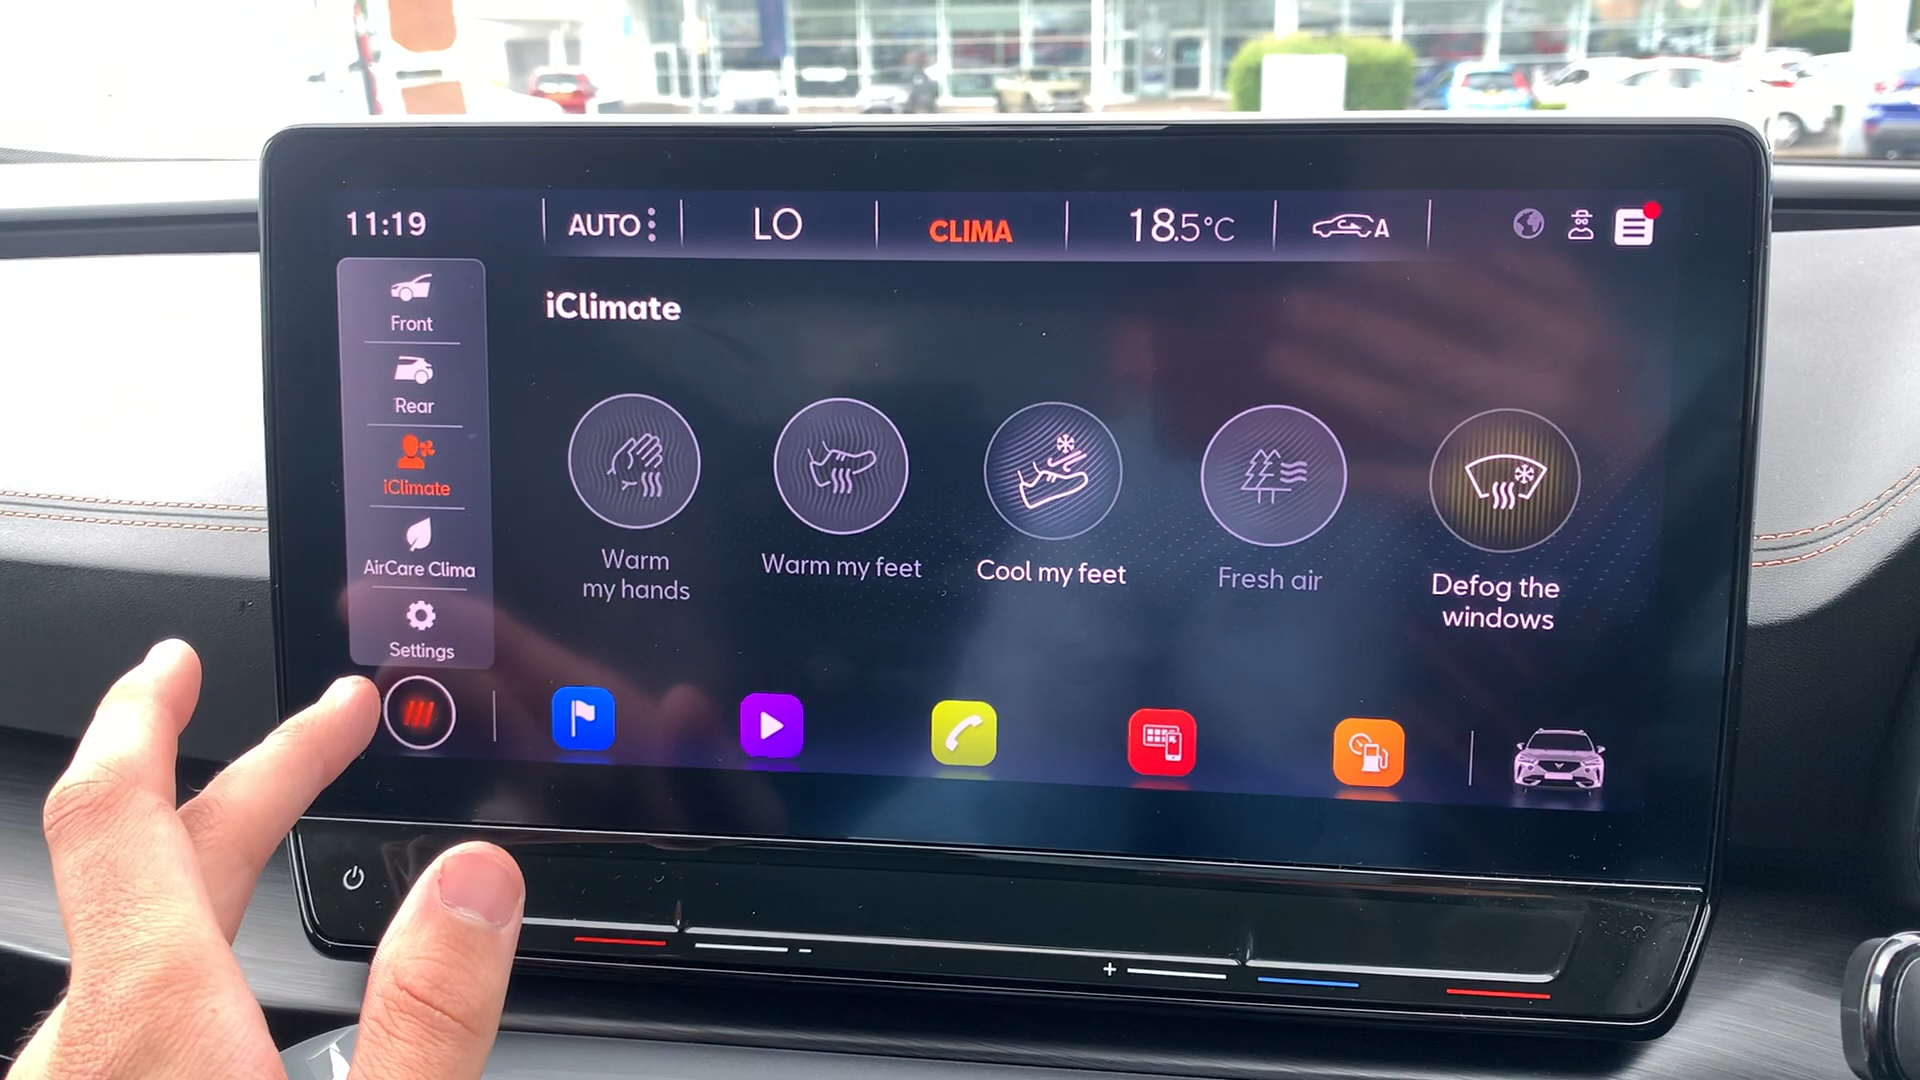 11:19
AUTO
LO
CLIMA
18.5°C
A
Front
Rear
iClimate
AirCare Clima
Settings
iClimate
Warm
my hands
Warm my feet
Cool my feet
Fresh air
Defog the
windows
- +